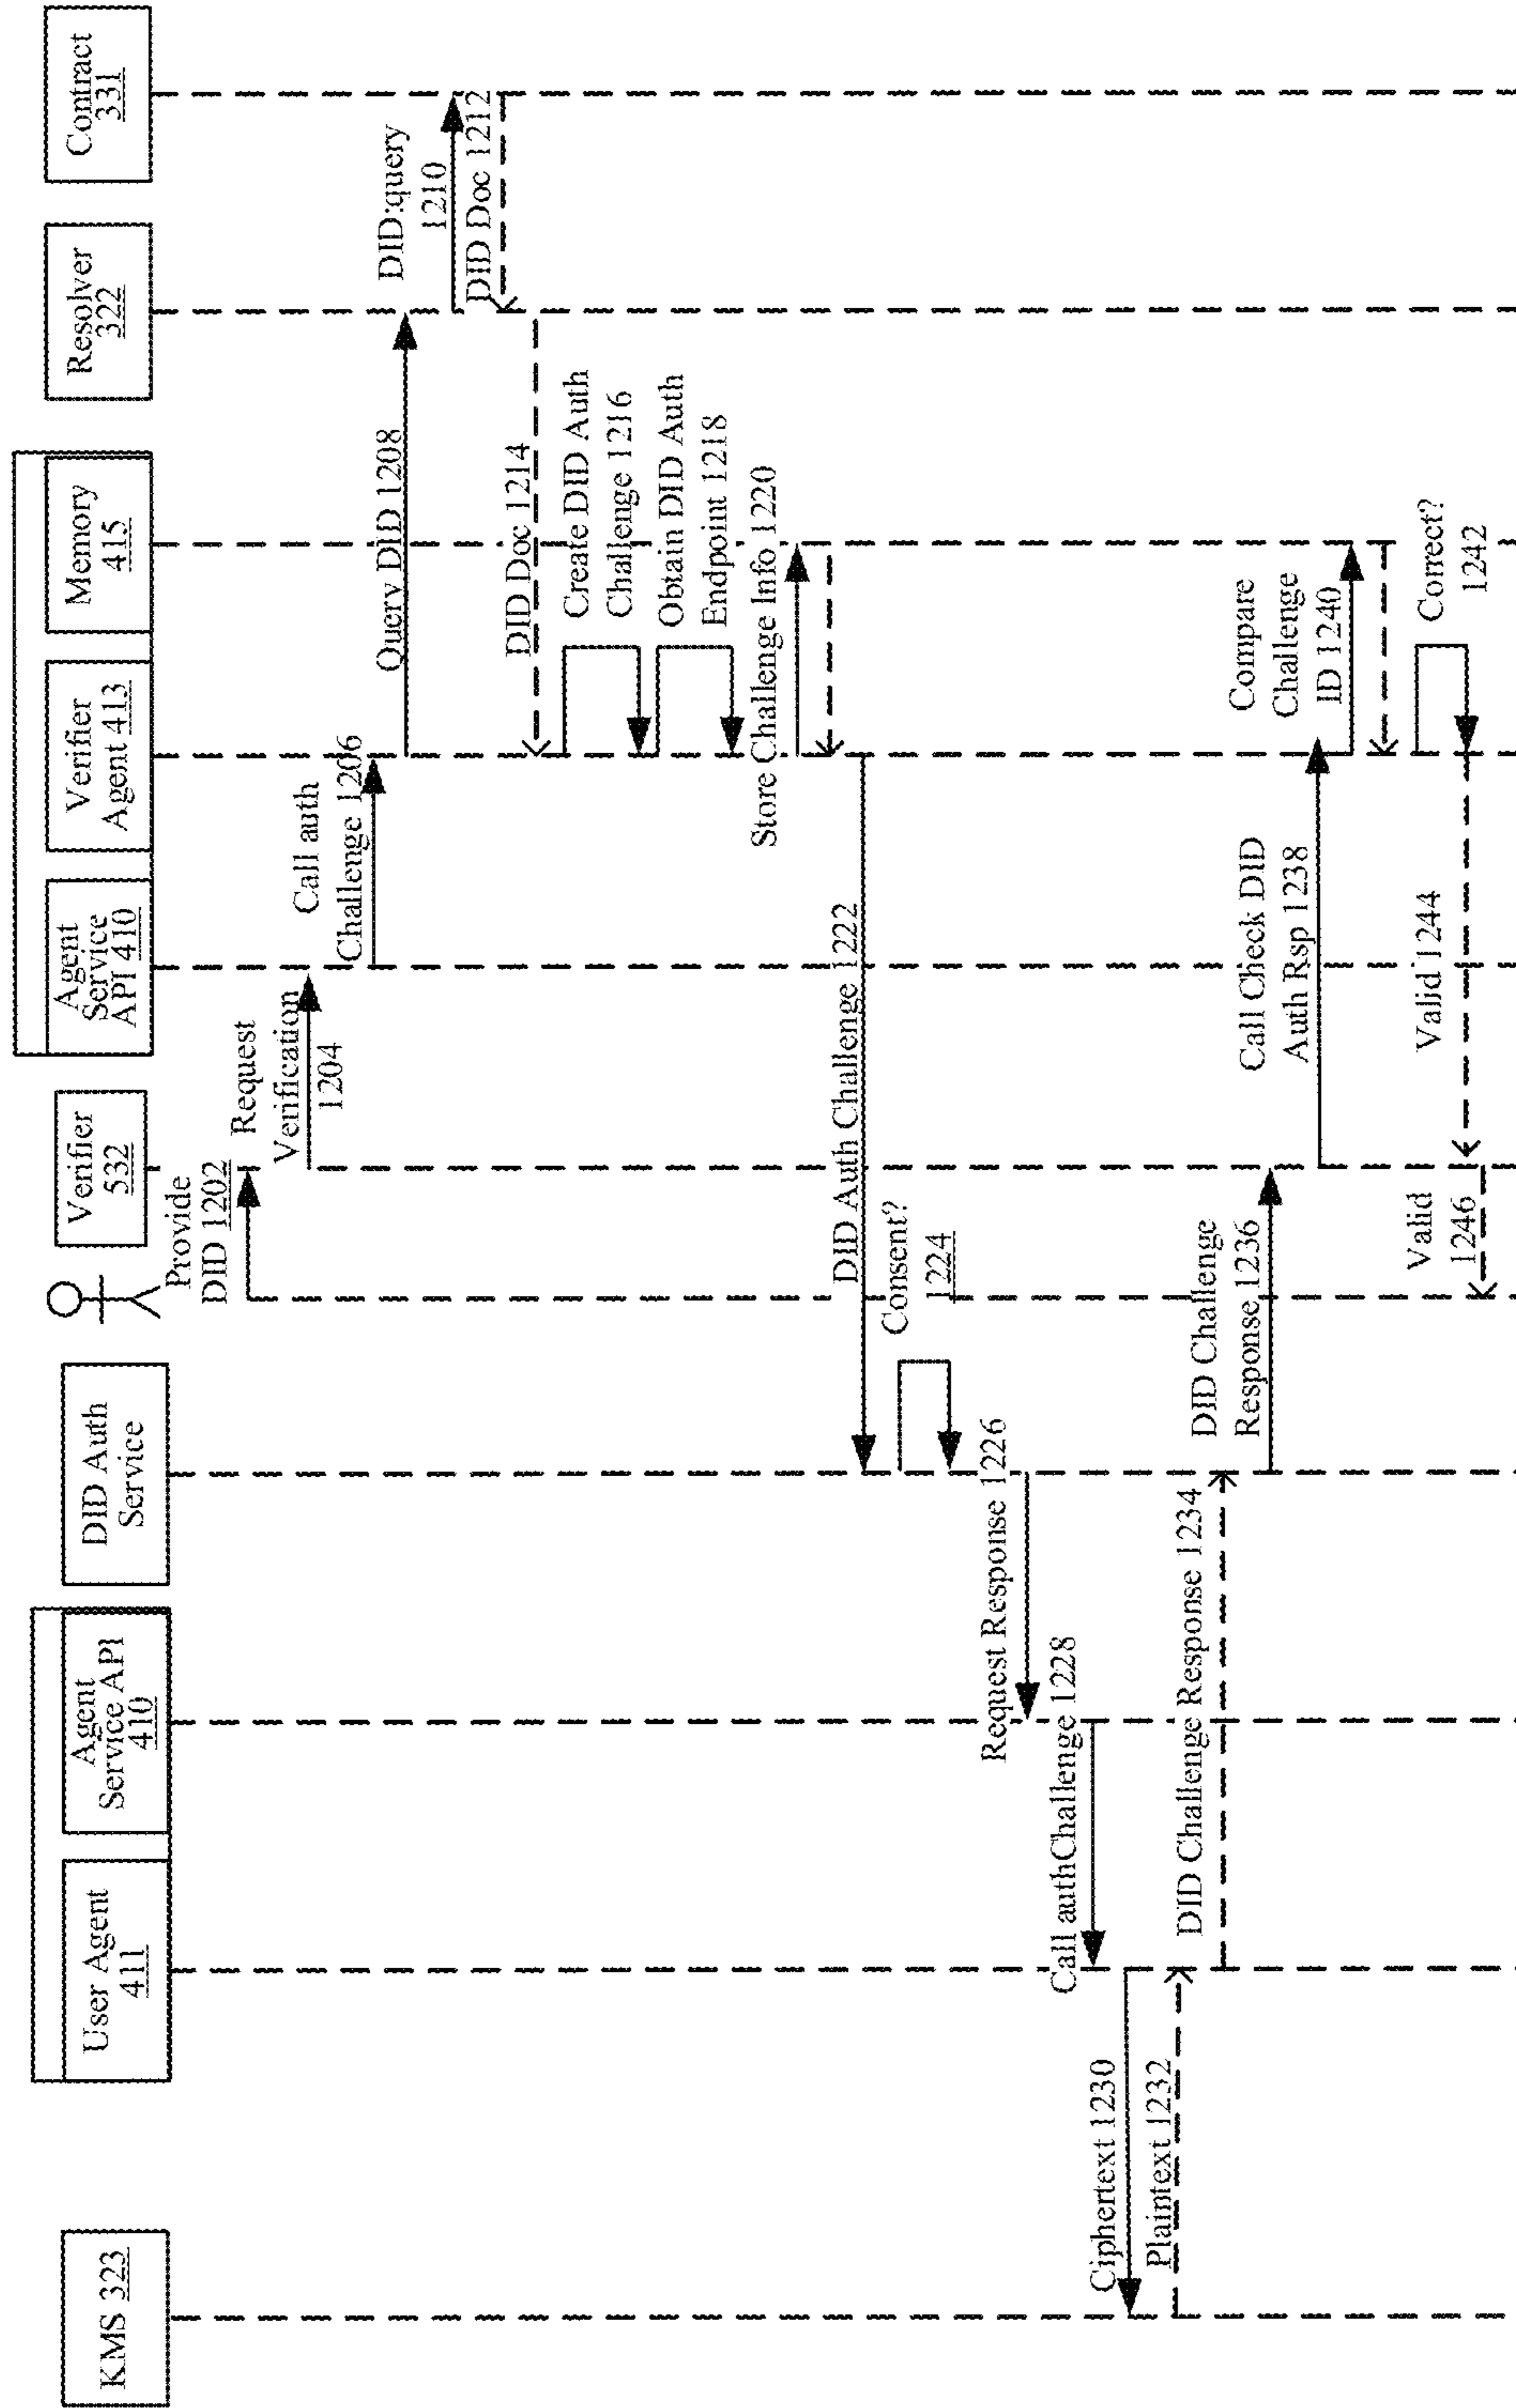 KMS 323
User Agent
411
Agent
Service API
410
DID Auth
Service
Verifier
532
Agent
Service
API 410
Verifier
Agent 413
Memory
415
Resolver
322
Contract
331
Provide
DID 1202
Request
Verification
1204
Call auth
Challenge 1206
Query DID 1208
DID:query
1210
DID Doc 1212
DID Doc 1214
Create DID Auth
Challenge 1216
Obtain DID Auth
Endpoint 1218
Store Challenge Info 1220
DID Auth Challenge 1222
Consent?
1224
Request Response 1226
Call authChallenge 1228
Ciphertext 1230
Plaintext 1232
DID Challenge Response 1234
DID Challenge
Response 1236
Call Check DID
Auth Rsp 1238
Compare
Challenge
ID 1240
Correct?
1242
Valid 1244
Valid
1246